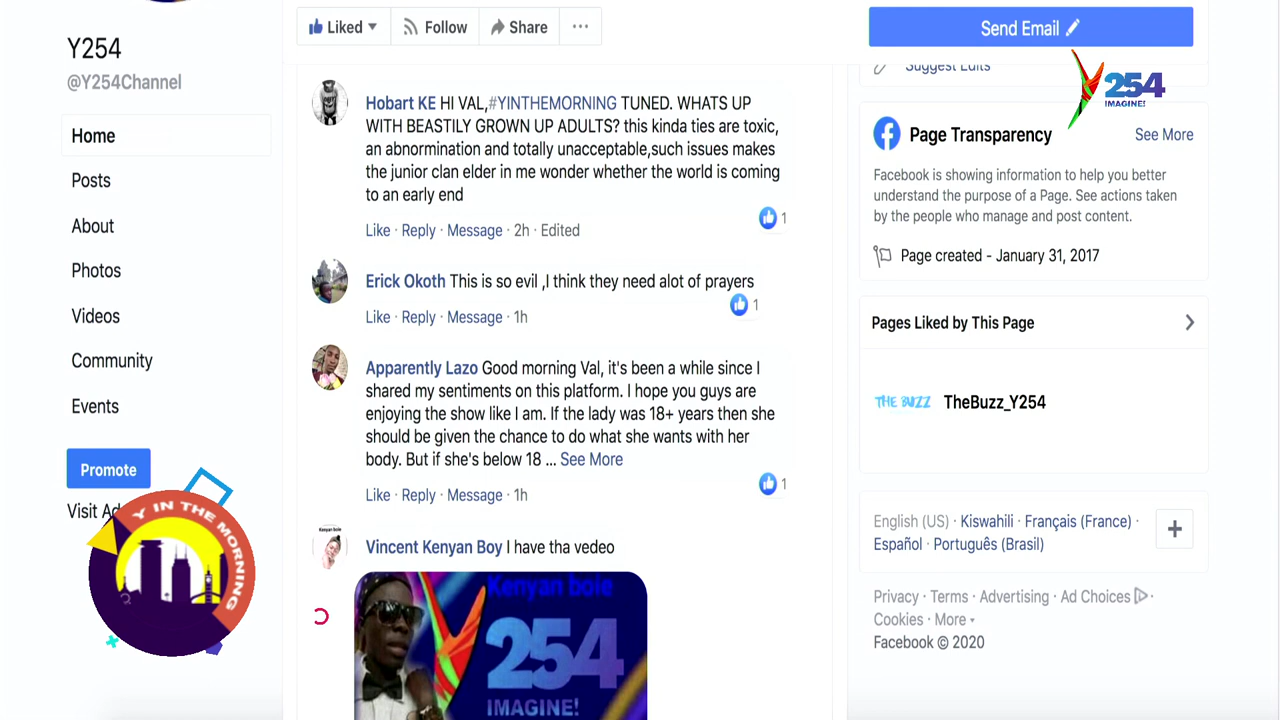 Y254
@Y254Channel
Home
Posts
About
Photos
Videos
Community
Events
Promote
Visit Ad
Y IN THE MORNING
Liked
Follow
Share
Send Email
Hobart KE HI VAL,#YINTHEMORNING TUNED. WHATS UP
WITH BEASTILY GROWN UP ADULTS? this kinda ties are toxic,
an abnormination and totally unacceptable,such issues makes
the junior clan elder in me wonder whether the world is coming
to an early end
1
Like · Reply · Message · 2h · Edited
Erick Okoth This is so evil ,I think they need alot of prayers
1
Like · Reply · Message · 1h
Apparently Lazo Good morning Val, it's been a while since I
shared my sentiments on this platform. I hope you guys are
enjoying the show like I am. If the lady was 18+ years then she
should be given the chance to do what she wants with her
body. But if she's below 18 ... See More
1
Like · Reply · Message · 1h
Kenyan boie
Vincent Kenyan Boy I have tha vedeo
Kenyan boie
254
IMAGINE!
Suggest Edits
Y254
IMAGINE!
Page Transparency
See More
Facebook is showing information to help you better
understand the purpose of a Page. See actions taken
by the people who manage and post content.
Page created - January 31, 2017
Pages Liked by This Page
THE BUZZ TheBuzz_Y254
English (US) · Kiswahili · Français (France) ·
Español · Português (Brasil)
Privacy · Terms · Advertising · Ad Choices ·
Cookies · More
Facebook © 2020